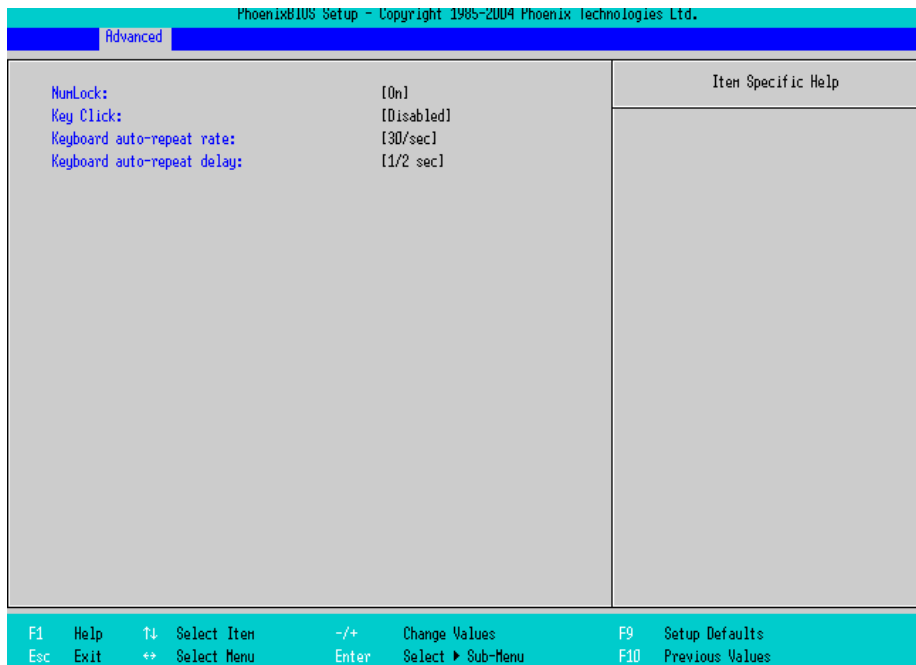 PhoenixBIOS Setup - Copyright 1985-2004 Phoenix Technologies Ltd.
Advanced
Item Specific Help
NumLock: [On]
Key Click: [Disabled]
Keyboard auto-repeat rate: [30/sec]
Keyboard auto-repeat delay: [1/2 sec]
F1 Help ↑↓ Select Item -/+ Change Values F9 Setup Defaults
Esc Exit ↔ Select Menu Enter Select ▶ Sub-Menu F10 Previous Values